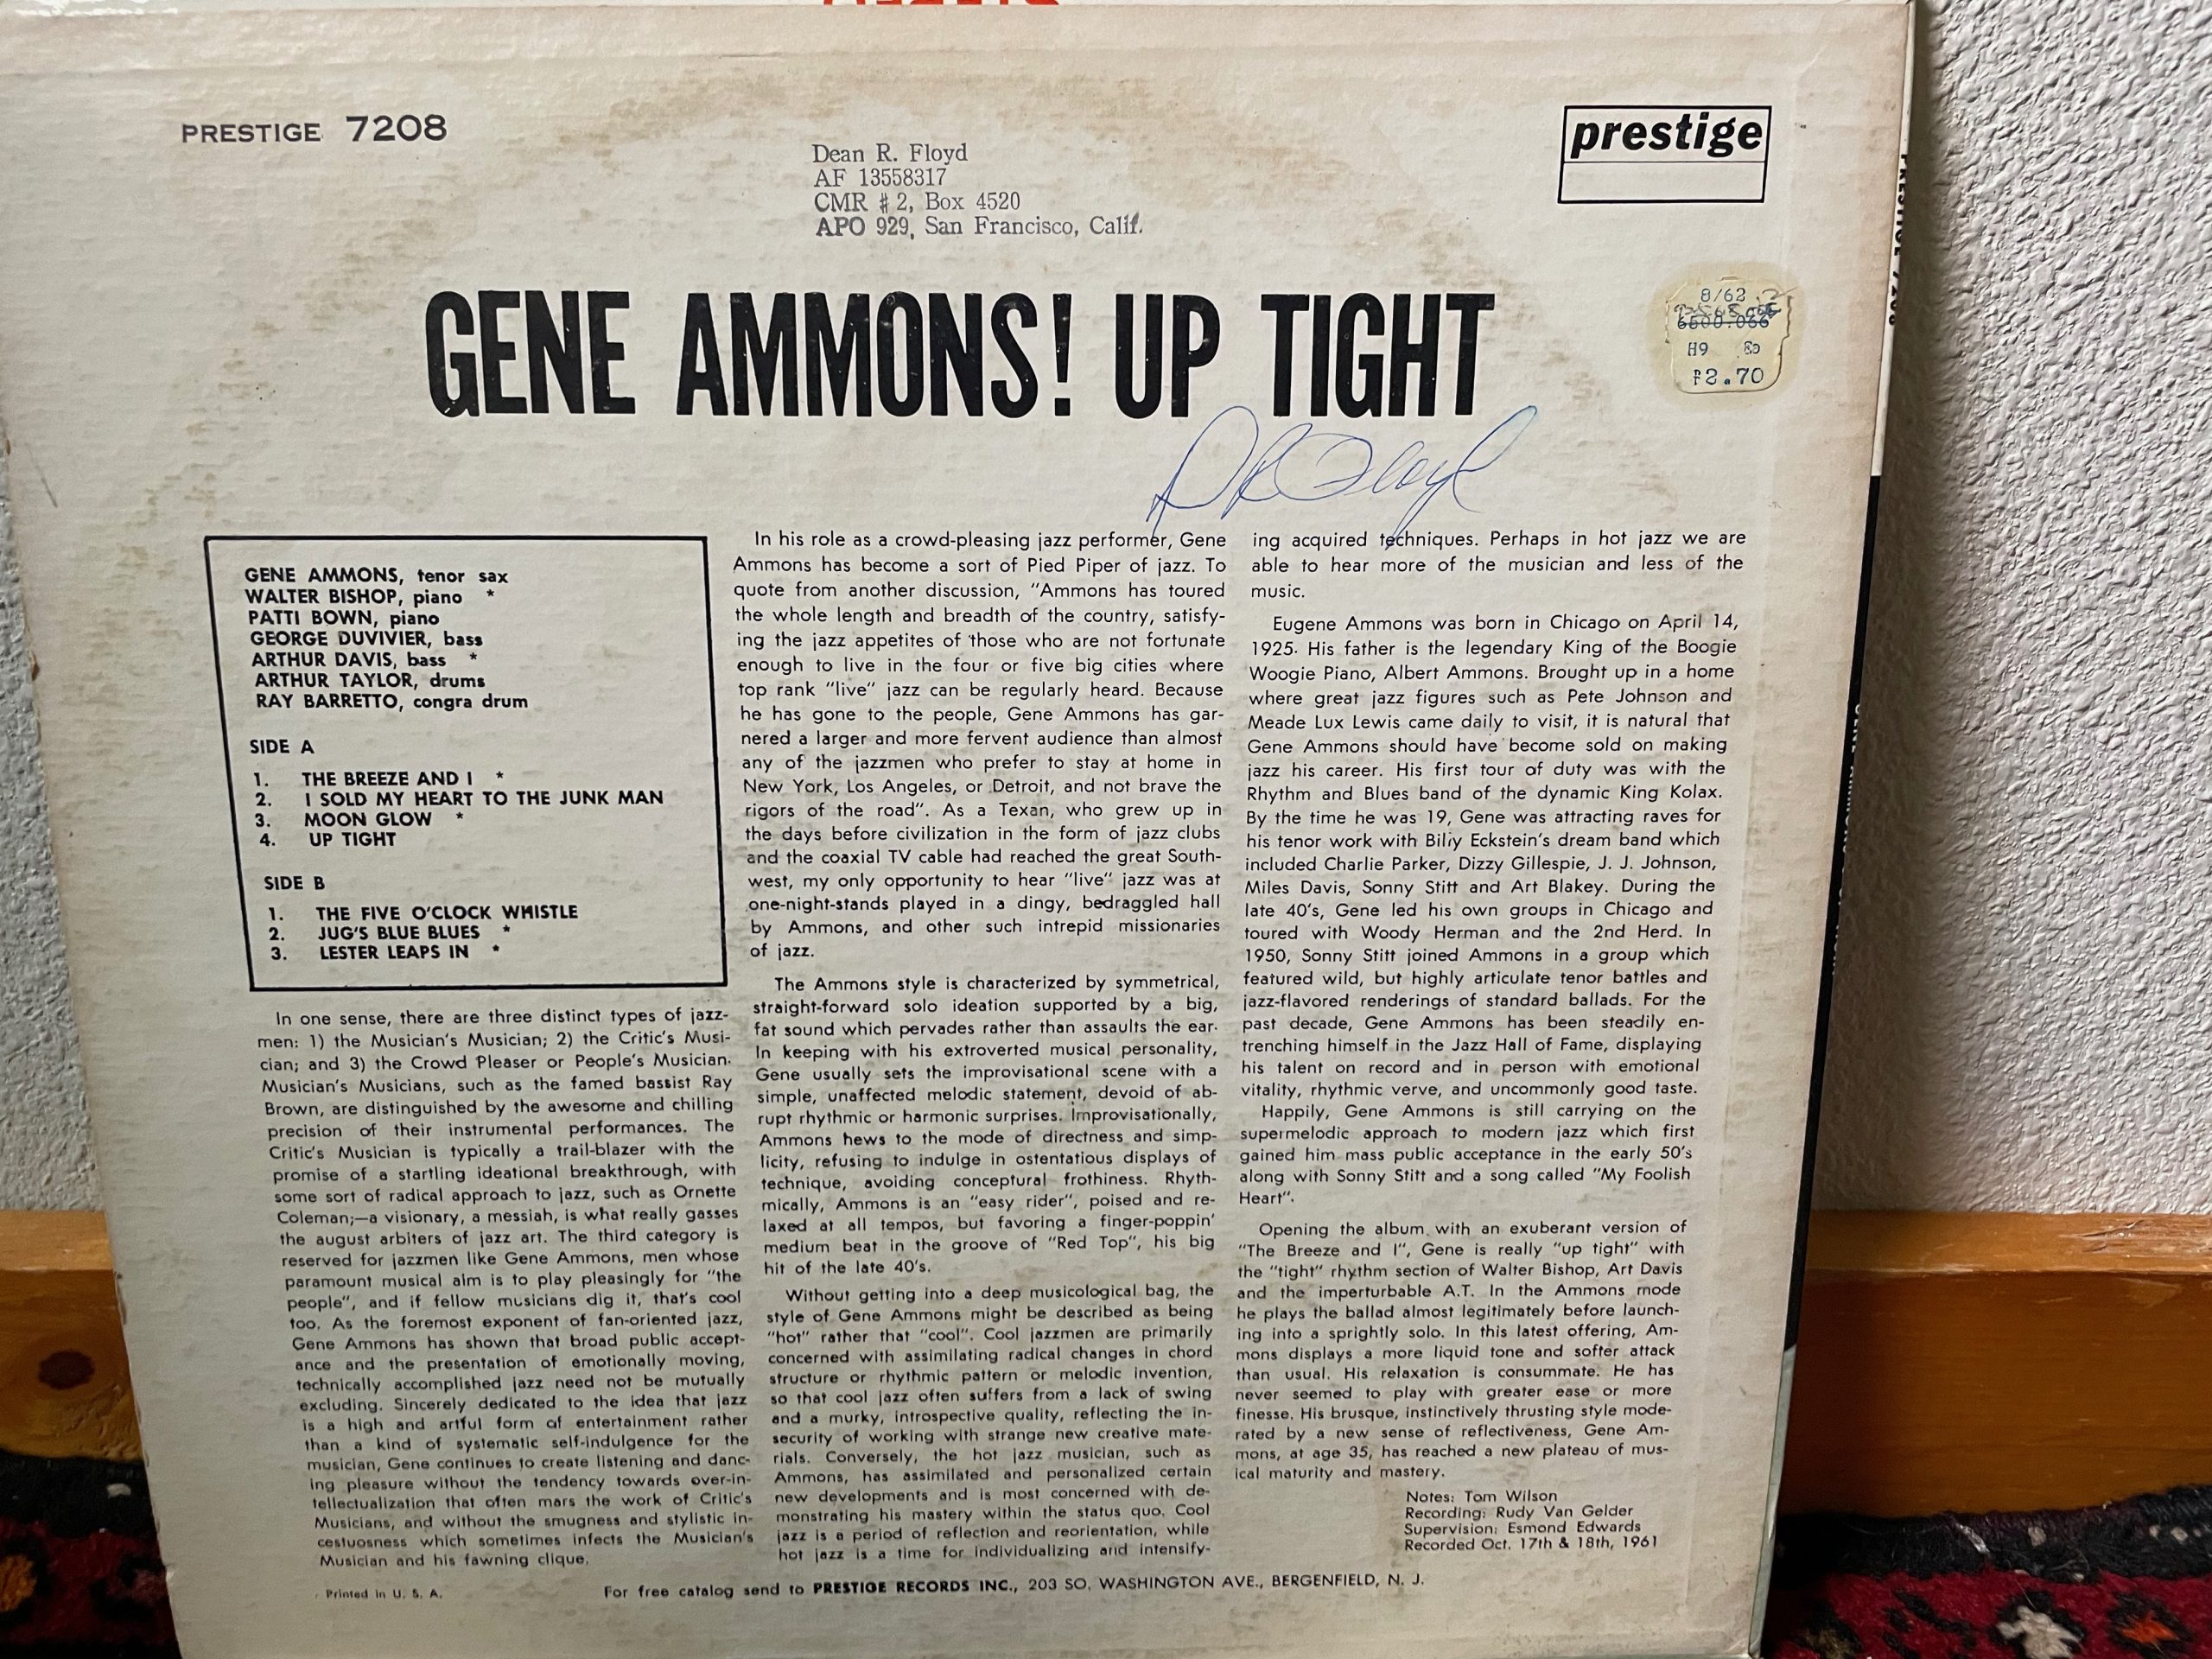 PRESTIGE 7208
prestige
Dean R. Floyd
AF 13558317
CMR # 2, Box 4520
APO 929, San Francisco, Calif.
GENE AMMONS! UP TIGHT
8/62
6600.066
H9
₱2.70
DR Floyd
GENE AMMONS, tenor sax
WALTER BISHOP, piano *
PATTI BOWN, piano
GEORGE DUVIVIER, bass
ARTHUR DAVIS, bass *
ARTHUR TAYLOR, drums
RAY BARRETTO, congra drum
SIDE A
1. THE BREEZE AND I *
2. I SOLD MY HEART TO THE JUNK MAN
3. MOON GLOW *
4. UP TIGHT
SIDE B
1. THE FIVE O'CLOCK WHISTLE
2. JUG'S BLUE BLUES *
3. LESTER LEAPS IN *
In one sense, there are three distinct types of jazz-
men: 1) the Musician's Musician; 2) the Critic's Musi-
cian; and 3) the Crowd Pleaser or People's Musician.
Musician's Musicians, such as the famed bassist Ray
Brown, are distinguished by the awesome and chilling
precision of their instrumental performances. The
Critic's Musician is typically a trail-blazer with the
promise of a startling ideational breakthrough, with
some sort of radical approach to jazz, such as Ornette
Coleman;—a visionary, a messiah, is what really gasses
the august arbiters of jazz art. The third category is
reserved for jazzmen like Gene Ammons, men whose
paramount musical aim is to play pleasingly for "the
people", and if fellow musicians dig it, that's cool
too. As the foremost exponent of fan-oriented jazz,
Gene Ammons has shown that broad public accept-
ance and the presentation of emotionally moving,
technically accomplished jazz need not be mutually
excluding. Sincerely dedicated to the idea that jazz
is a high and artful form of entertainment rather
than a kind of systematic self-indulgence for the
musician, Gene continues to create listening and danc-
ing pleasure without the tendency towards over-in-
tellectualization that often mars the work of Critic's
Musicians, and without the smugness and stylistic in-
cestuosness which sometimes infects the Musician's
Musician and his fawning clique.
In his role as a crowd-pleasing jazz performer, Gene
Ammons has become a sort of Pied Piper of jazz. To
quote from another discussion, "Ammons has toured
the whole length and breadth of the country, satisfy-
ing the jazz appetites of those who are not fortunate
enough to live in the four or five big cities where
top rank "live" jazz can be regularly heard. Because
he has gone to the people, Gene Ammons has gar-
nered a larger and more fervent audience than almost
any of the jazzmen who prefer to stay at home in
New York, Los Angeles, or Detroit, and not brave the
rigors of the road". As a Texan, who grew up in
the days before civilization in the form of jazz clubs
and the coaxial TV cable had reached the great South-
west, my only opportunity to hear "live" jazz was at
one-night-stands played in a dingy, bedraggled hall
by Ammons, and other such intrepid missionaries
of jazz.
The Ammons style is characterized by symmetrical,
straight-forward solo ideation supported by a big,
fat sound which pervades rather than assaults the ear.
In keeping with his extroverted musical personality,
Gene usually sets the improvisational scene with a
simple, unaffected melodic statement, devoid of ab-
rupt rhythmic or harmonic surprises. Improvisationally,
Ammons hews to the mode of directness and simp-
licity, refusing to indulge in ostentatious displays of
technique, avoiding conceptural frothiness. Rhyth-
mically, Ammons is an "easy rider", poised and re-
laxed at all tempos, but favoring a finger-poppin'
medium beat in the groove of "Red Top", his big
hit of the late 40's.
Without getting into a deep musicological bag, the
style of Gene Ammons might be described as being
"hot" rather that "cool". Cool jazzmen are primarily
concerned with assimilating radical changes in chord
structure or rhythmic pattern or melodic invention,
so that cool jazz often suffers from a lack of swing
and a murky, introspective quality, reflecting the in-
security of working with strange new creative mate-
rials. Conversely, the hot jazz musician, such as
Ammons, has assimilated and personalized certain
new developments and is most concerned with de-
monstrating his mastery within the status quo. Cool
jazz is a period of reflection and reorientation, while
hot jazz is a time for individualizing and intensify-
ing acquired techniques. Perhaps in hot jazz we are
able to hear more of the musician and less of the
music.
Eugene Ammons was born in Chicago on April 14,
1925. His father is the legendary King of the Boogie
Woogie Piano, Albert Ammons. Brought up in a home
where great jazz figures such as Pete Johnson and
Meade Lux Lewis came daily to visit, it is natural that
Gene Ammons should have become sold on making
jazz his career. His first tour of duty was with the
Rhythm and Blues band of the dynamic King Kolax.
By the time he was 19, Gene was attracting raves for
his tenor work with Billy Eckstein's dream band which
included Charlie Parker, Dizzy Gillespie, J. J. Johnson,
Miles Davis, Sonny Stitt and Art Blakey. During the
late 40's, Gene led his own groups in Chicago and
toured with Woody Herman and the 2nd Herd. In
1950, Sonny Stitt joined Ammons in a group which
featured wild, but highly articulate tenor battles and
jazz-flavored renderings of standard ballads. For the
past decade, Gene Ammons has been steadily en-
trenching himself in the Jazz Hall of Fame, displaying
his talent on record and in person with emotional
vitality, rhythmic verve, and uncommonly good taste.
Happily, Gene Ammons is still carrying on the
supermelodic approach to modern jazz which first
gained him mass public acceptance in the early 50's
along with Sonny Stitt and a song called "My Foolish
Heart".
Opening the album with an exuberant version of
"The Breeze and I", Gene is really "up tight" with
the "tight" rhythm section of Walter Bishop, Art Davis
and the imperturbable A.T. In the Ammons mode
he plays the ballad almost legitimately before launch-
ing into a sprightly solo. In this latest offering, Am-
mons displays a more liquid tone and softer attack
than usual. His relaxation is consummate. He has
never seemed to play with greater ease or more
finesse. His brusque, instinctively thrusting style mode-
rated by a new sense of reflectiveness, Gene Am-
mons, at age 35, has reached a new plateau of mus-
ical maturity and mastery.
Notes: Tom Wilson
Recording: Rudy Van Gelder
Supervision: Esmond Edwards
Recorded Oct. 17th & 18th, 1961
Printed in U. S. A.
For free catalog send to PRESTIGE RECORDS INC., 203 SO. WASHINGTON AVE., BERGENFIELD, N. J.